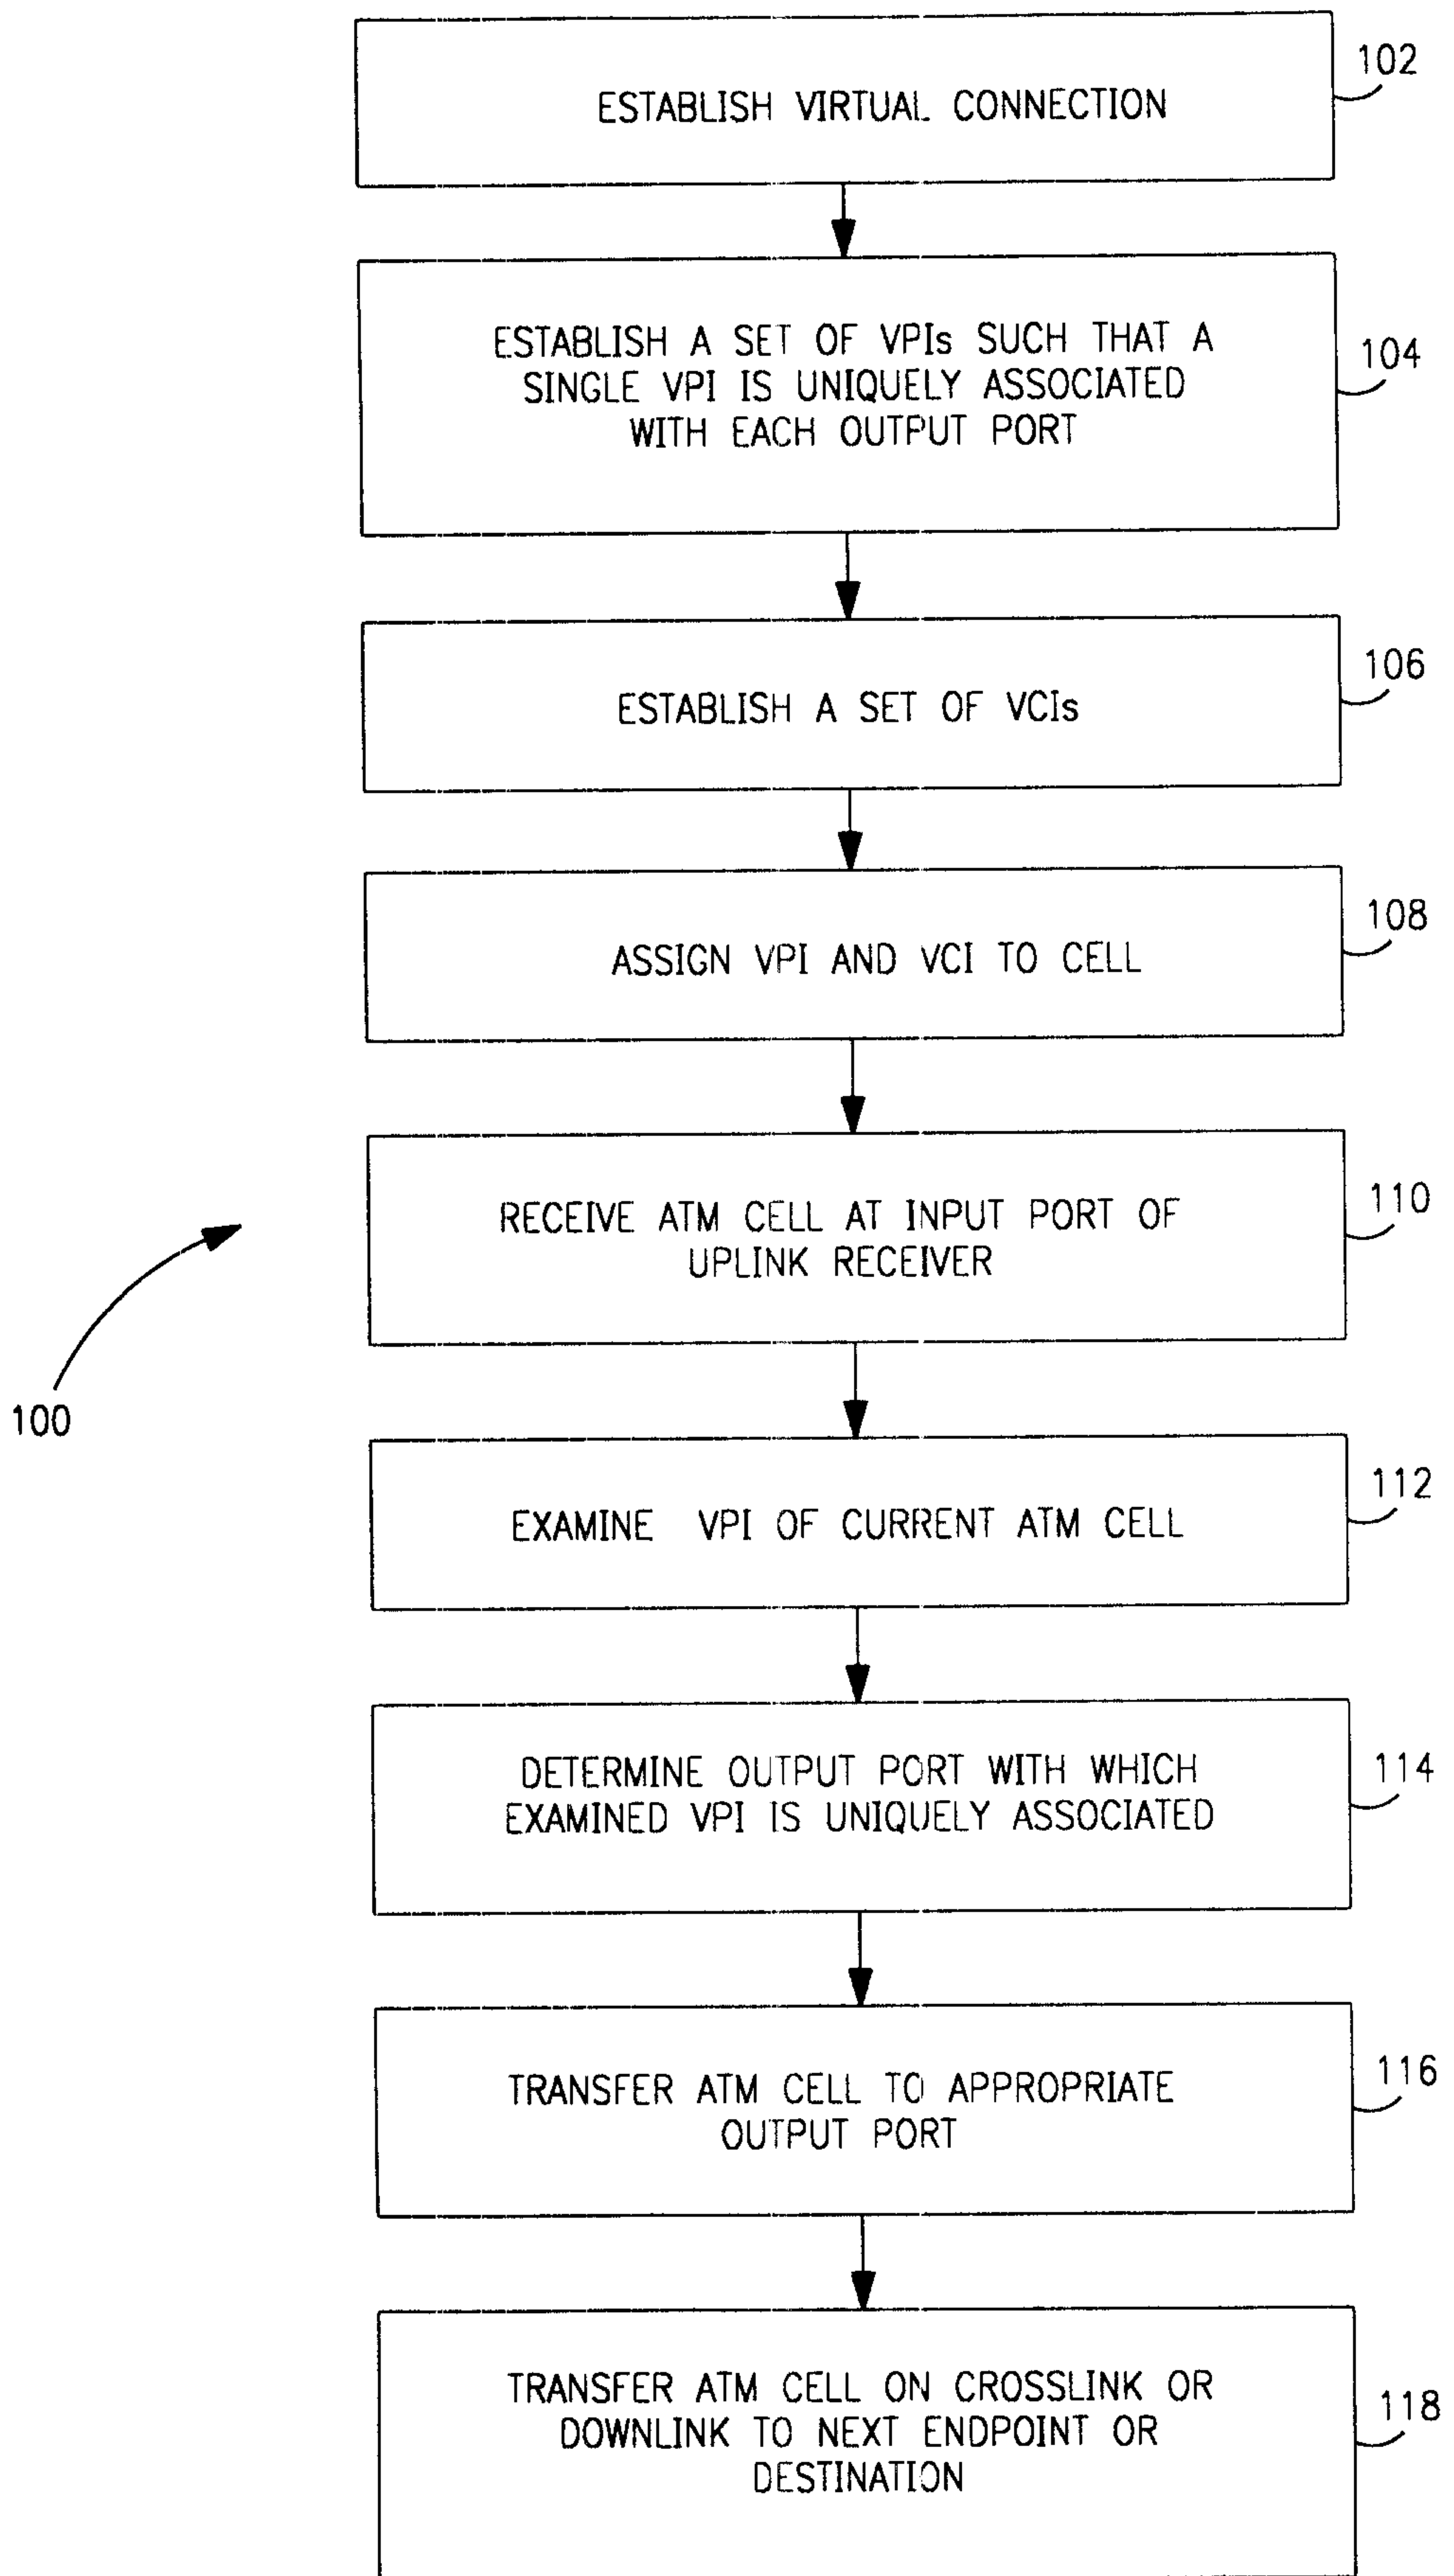 102
ESTABLISH VIRTUAL CONNECTION
ESTABLISH A SET OF VPIs SUCH THAT A
SINGLE VPI IS UNIQUELY ASSOCIATED
WITH EACH OUTPUT PORT
104
106
ESTABLISH A SET OF VCIs
108
ASSIGN VPI AND VCI TO CELL
110
RECEIVE ATM CELL AT INPUT PORT OF
UPLINK RECEIVER
100
112
EXAMINE VPI OF CURRENT ATM CELL
DETERMINE OUTPUT PORT WITH WHICH
EXAMINED VPI IS UNIQUELY ASSOCIATED
114
116
TRANSFER ATM CELL TO APPROPRIATE
OUTPUT PORT
TRANSFER ATM CELL ON CROSSLINK OR
DOWNLINK TO NEXT ENDPOINT OR
DESTINATION
118